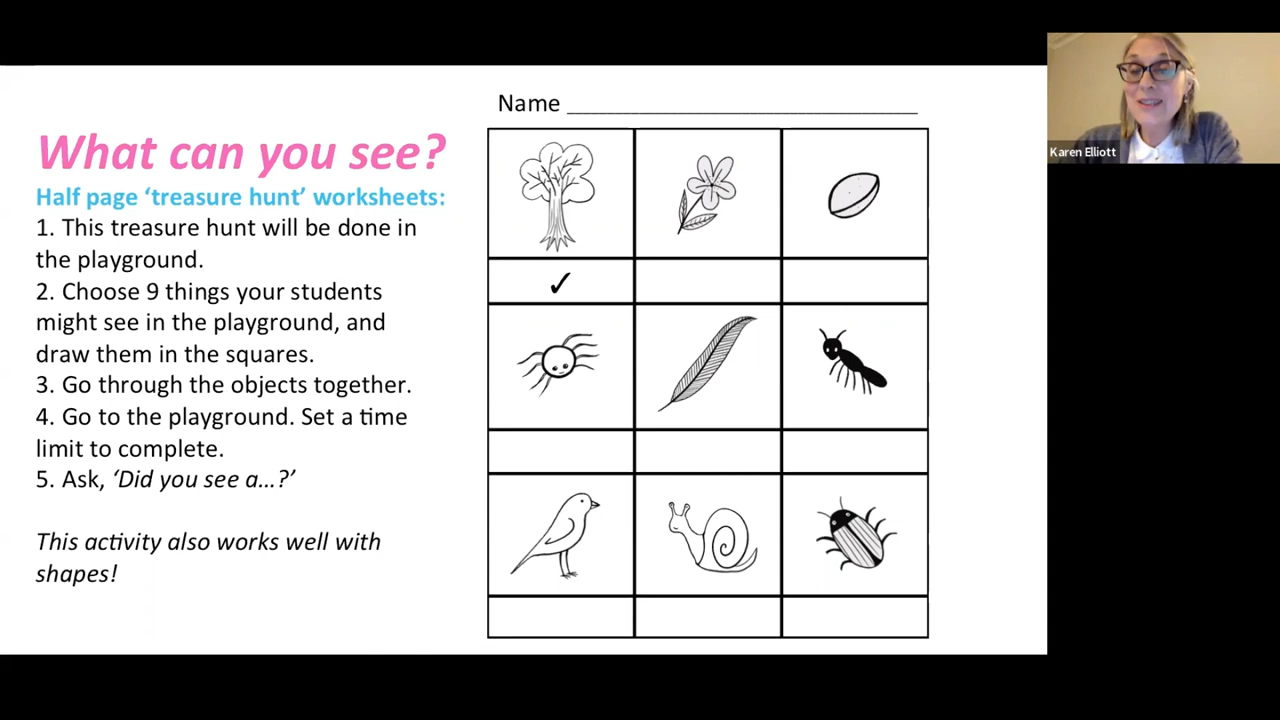 What can you see?
Half page ‘treasure hunt’ worksheets:
1. This treasure hunt will be done in
the playground.
2. Choose 9 things your students
might see in the playground, and
draw them in the squares.
3. Go through the objects together.
4. Go to the playground. Set a time
limit to complete.
5. Ask, ‘Did you see a...?’
This activity also works well with
shapes!
Name ___________________________
✓
Karen Elliott